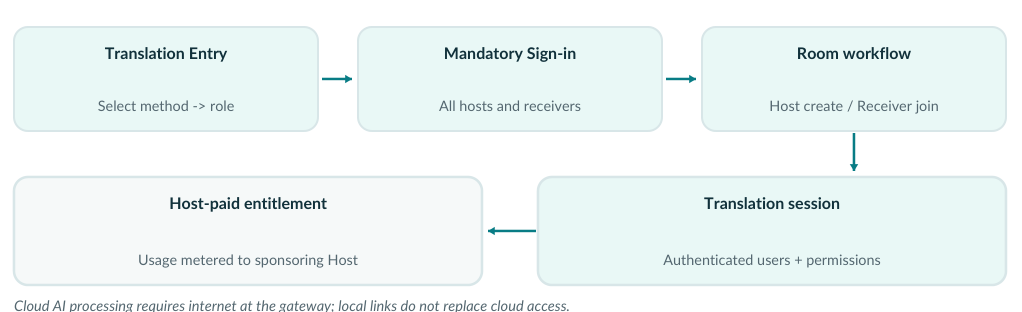 Translation Entry
Select method -> role
Mandatory Sign-in
All hosts and receivers
Room workflow
Host create / Receiver join
Host-paid entitlement
Usage metered to sponsoring Host
Translation session
Authenticated users + permissions
Cloud AI processing requires internet at the gateway; local links do not replace cloud access.